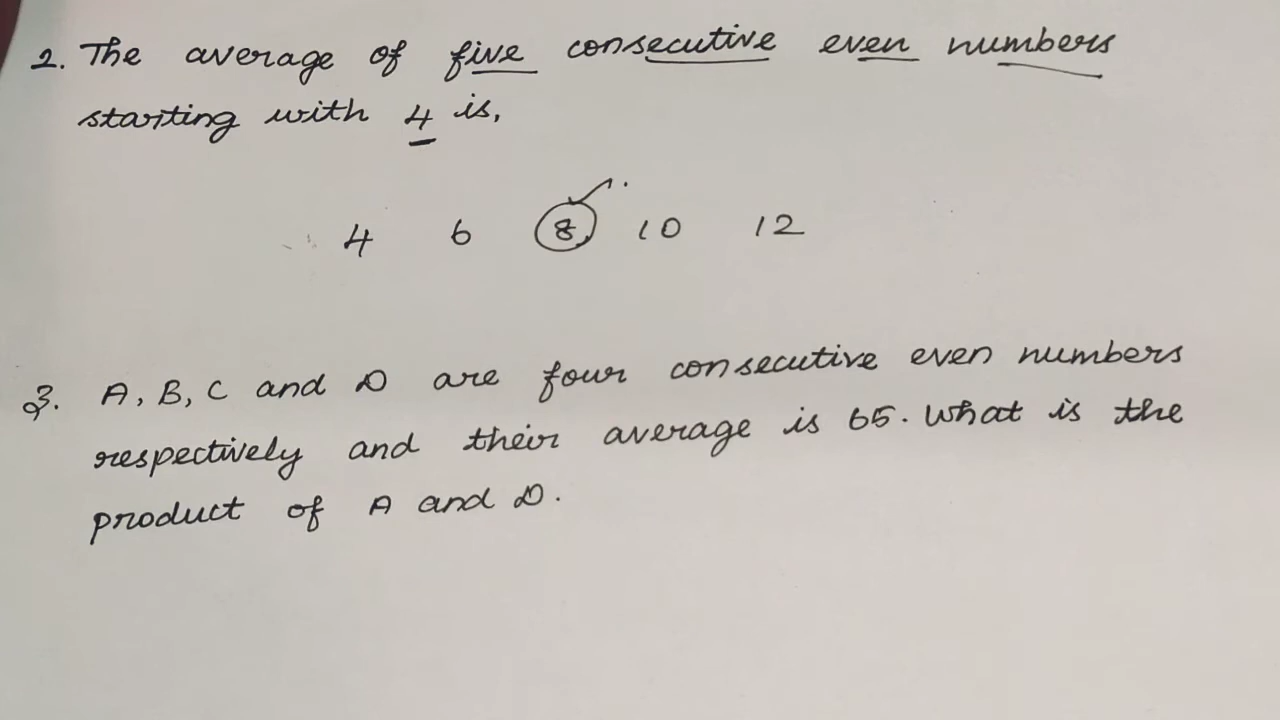 2. The average of five consecutive even numbers
starting with 4 is,
4 6 8 10 12
3. A, B, C and D are four consecutive even numbers
respectively and their average is 65. What is the
product of A and D.